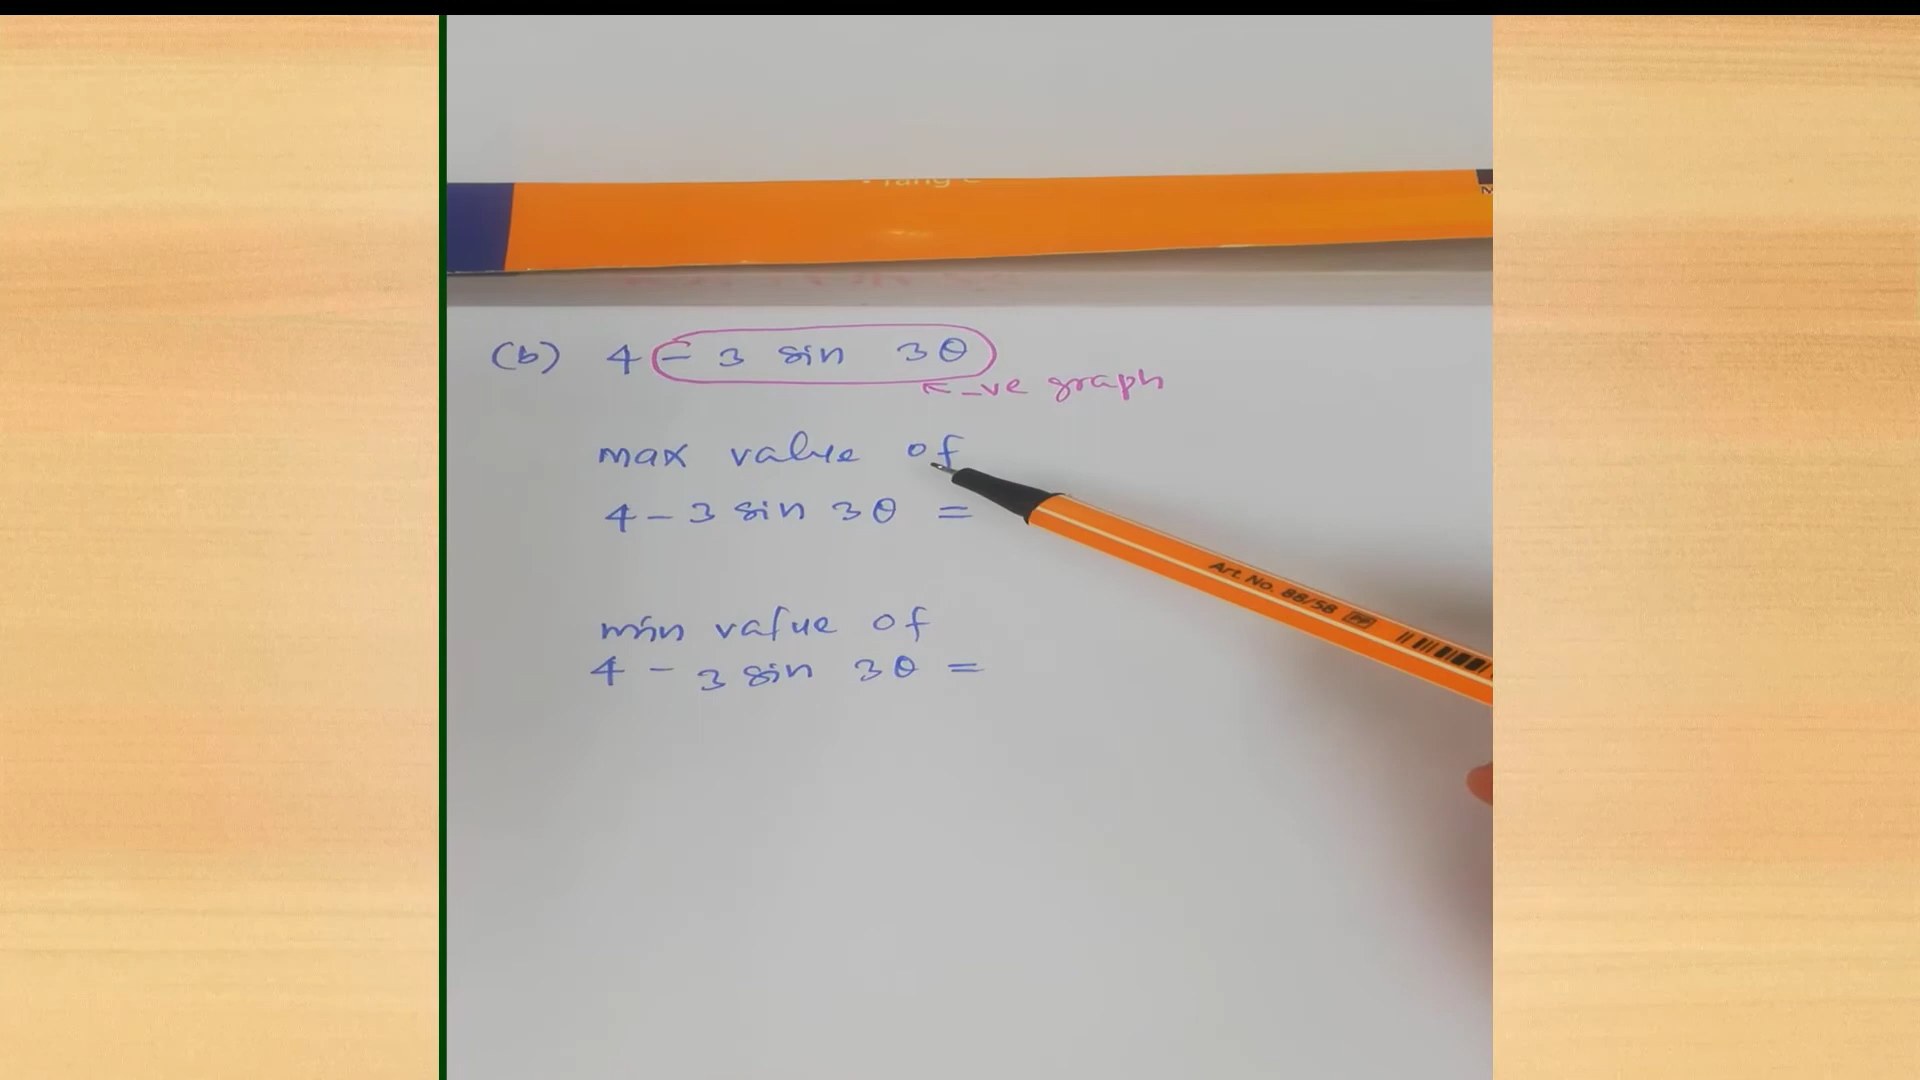 (b) 4 - 3 sin 3θ
←-ve graph
max value of
4 - 3 sin 3θ =
Art. No. 88/58
min value of
4 - 3 sin 3θ =